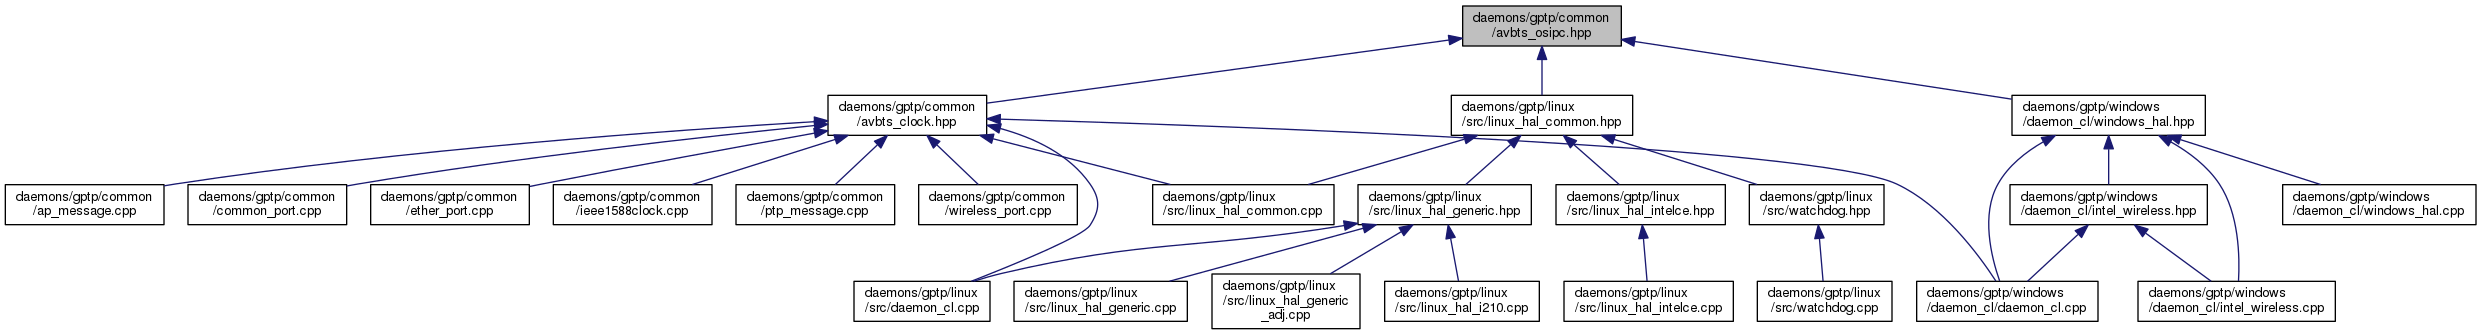 daemons/gptp/common
/avbts_osipc.hpp
daemons/gptp/common
/avbts_clock.hpp
daemons/gptp/linux
/src/linux_hal_common.hpp
daemons/gptp/windows
/daemon_cl/windows_hal.hpp
daemons/gptp/common
/ap_message.cpp
daemons/gptp/common
/common_port.cpp
daemons/gptp/common
/ether_port.cpp
daemons/gptp/common
/ieee1588clock.cpp
daemons/gptp/common
/ptp_message.cpp
daemons/gptp/common
/wireless_port.cpp
daemons/gptp/linux
/src/linux_hal_common.cpp
daemons/gptp/linux
/src/linux_hal_generic.hpp
daemons/gptp/linux
/src/linux_hal_intelce.hpp
daemons/gptp/linux
/src/watchdog.hpp
daemons/gptp/windows
/daemon_cl/intel_wireless.hpp
daemons/gptp/windows
/daemon_cl/windows_hal.cpp
daemons/gptp/linux
/src/daemon_cl.cpp
daemons/gptp/linux
/src/linux_hal_generic.cpp
daemons/gptp/linux
/src/linux_hal_generic
_adj.cpp
daemons/gptp/linux
/src/linux_hal_i210.cpp
daemons/gptp/linux
/src/linux_hal_intelce.cpp
daemons/gptp/linux
/src/watchdog.cpp
daemons/gptp/windows
/daemon_cl/daemon_cl.cpp
daemons/gptp/windows
/daemon_cl/intel_wireless.cpp